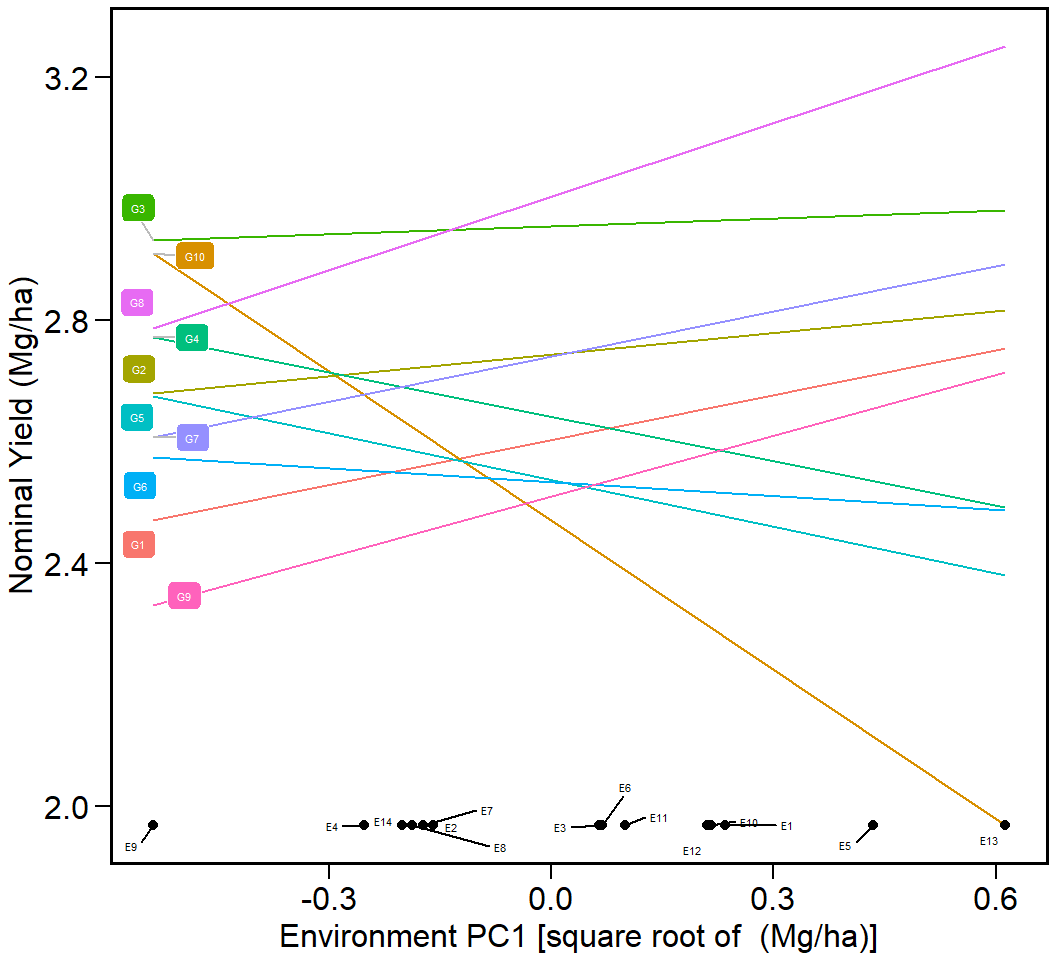 3.2
2.8
2.4
2.0
Nominal Yield (Mg/ha)
G3
G10
G8
G4
G2
G5
G7
G6
G1
G9
E6
E7
E11
E14
E10
E4
E2
E3
E1
E9
E8
E12
E5
E13
-0.3 0.0 0.3 0.6
Environment PC1 [square root of  (Mg/ha)]